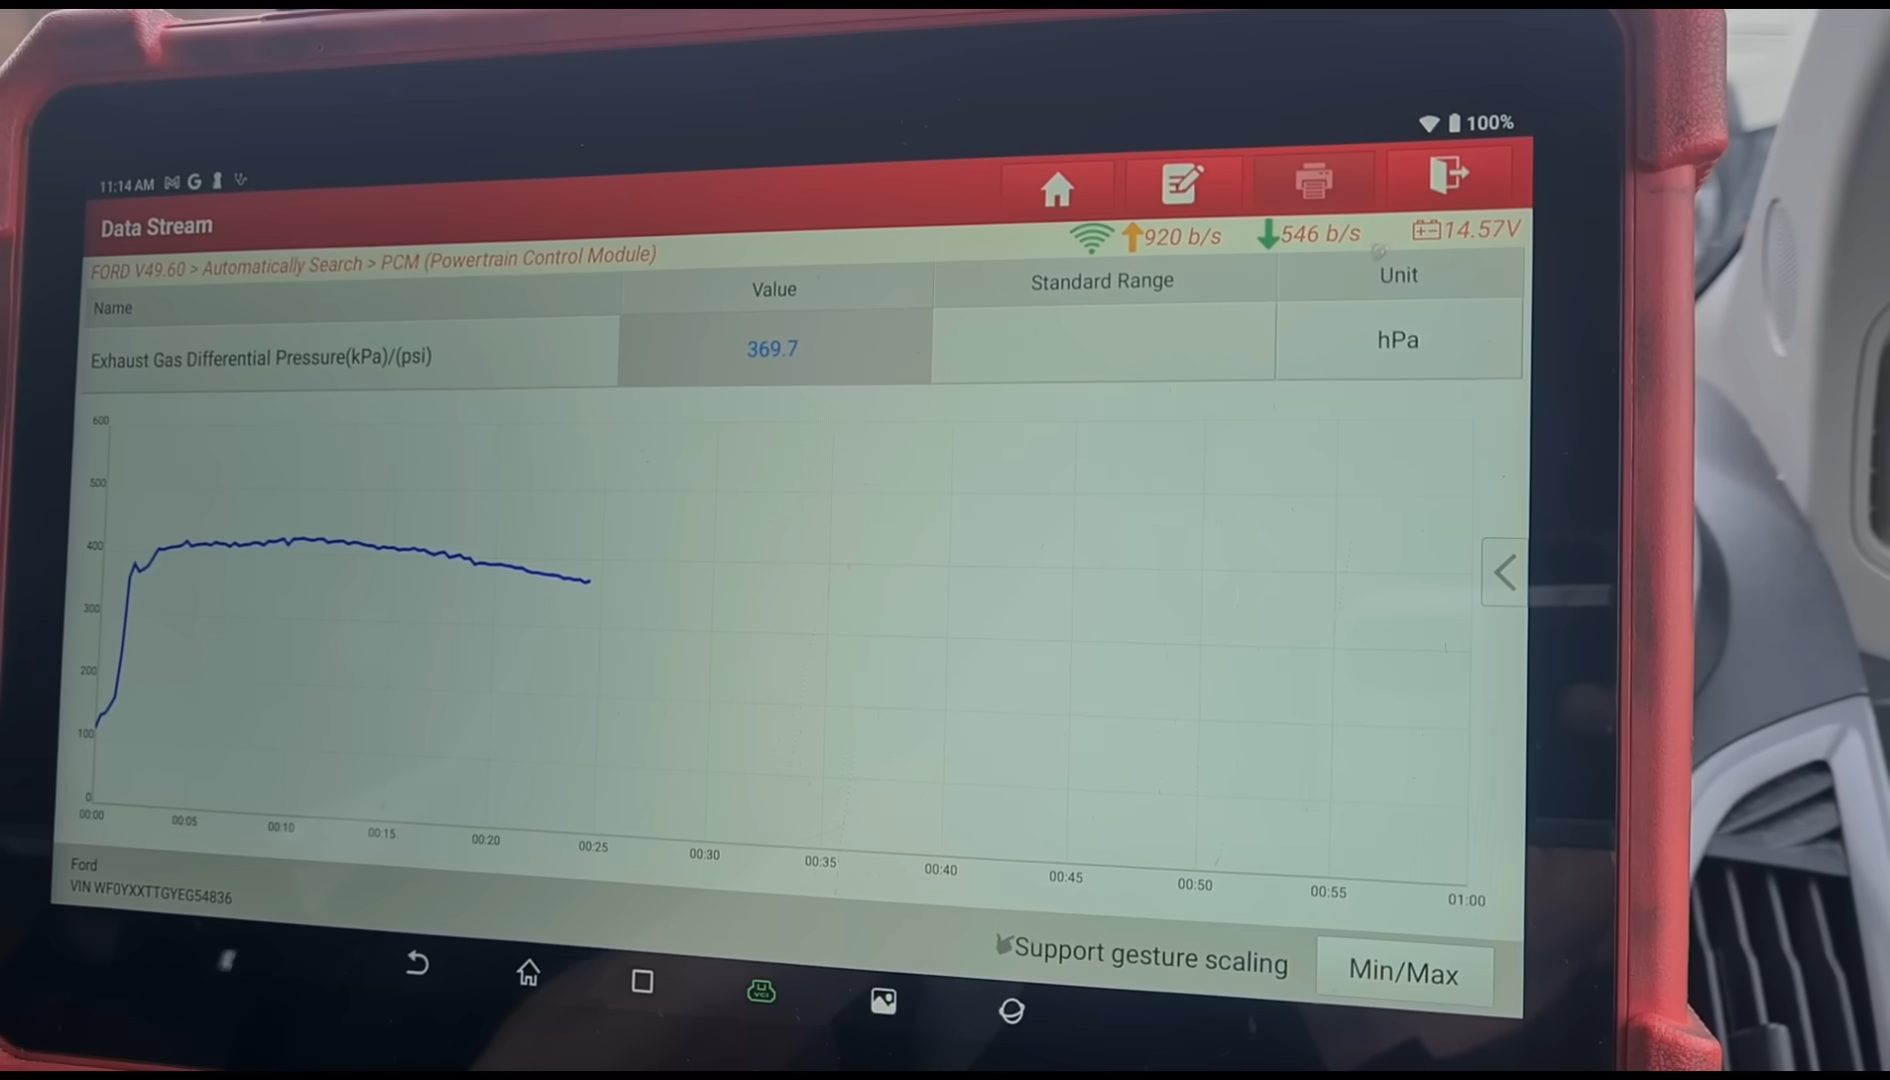 100%
11:14 AM
Data Stream
920 b/s 546 b/s 14.57V
FORD V49.60 > Automatically Search > PCM (Powertrain Control Module)
Name Value Standard Range Unit
Exhaust Gas Differential Pressure(kPa)/(psi) 369.7 hPa
600
500
400
300
200
100
0
00:00 00:05 00:10 00:15 00:20 00:25 00:30 00:35 00:40 00:45 00:50 00:55 01:00
Ford
VIN WF0YXXTTGYEG54836
Support gesture scaling Min/Max
VCI